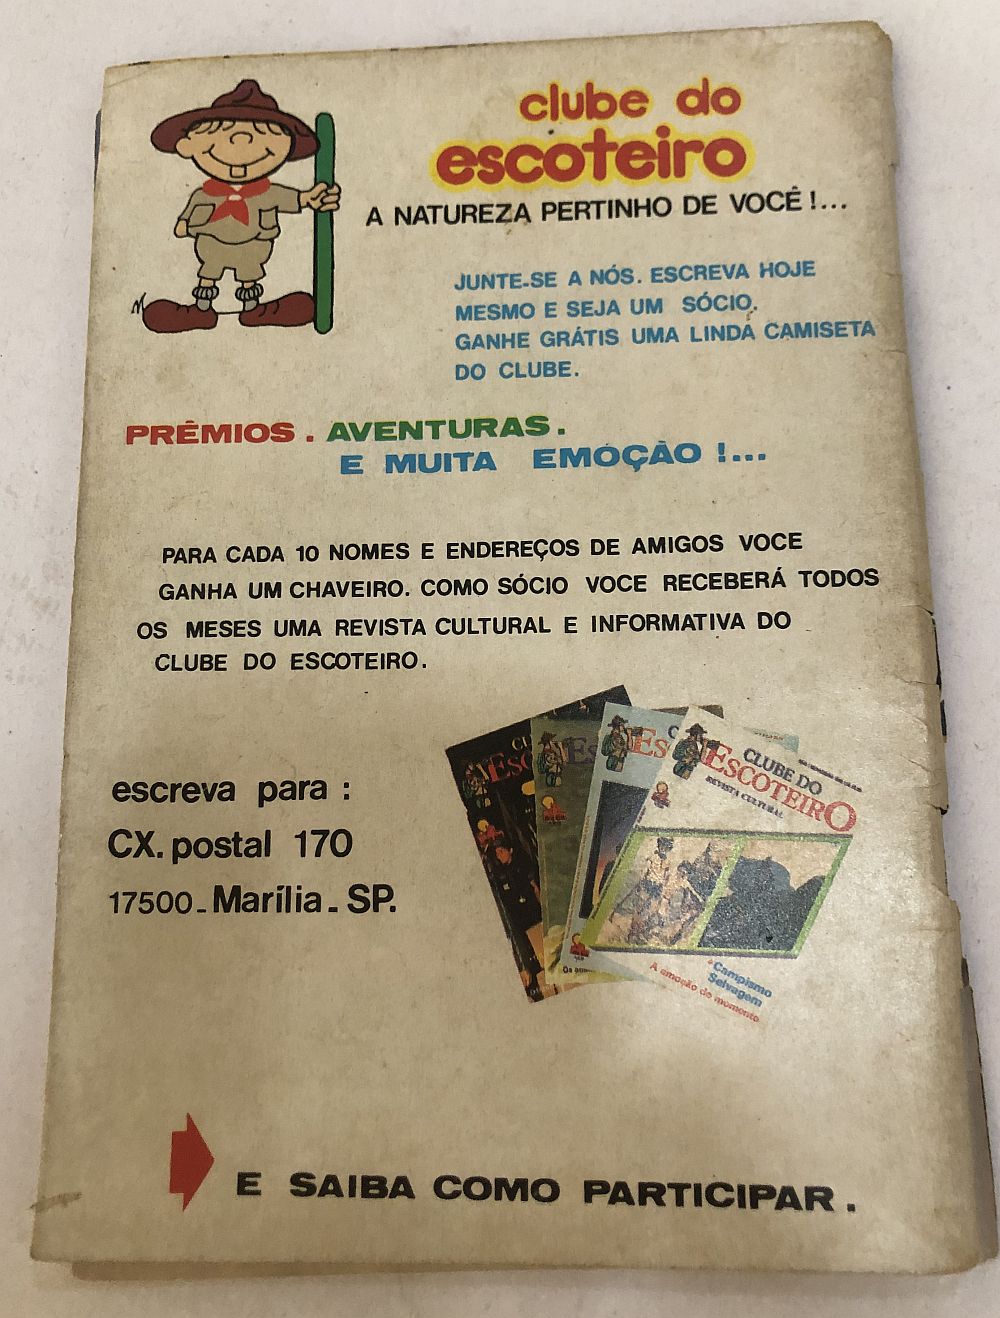 clube do
escoteiro
A NATUREZA PERTINHO DE VOCÊ!...
JUNTE-SE A NÓS. ESCREVA HOJE
MESMO E SEJA UM SÓCIO.
GANHE GRÁTIS UMA LINDA CAMISETA
DO CLUBE.
PRÊMIOS. AVENTURAS.
E MUITA EMOÇÃO!...
PARA CADA 10 NOMES E ENDEREÇOS DE AMIGOS VOCE
GANHA UM CHAVEIRO. COMO SÓCIO VOCE RECEBERÁ TODOS
OS MESES UMA REVISTA CULTURAL E INFORMATIVA DO
CLUBE DO ESCOTEIRO.
escreva para:
CX. postal 170
17500_ Marília_ SP.
CLUBE DO
ESCOTEIRO
REVISTA CULTURAL
Campismo
Selvagem
A emoção do momento
E SAIBA COMO PARTICIPAR.